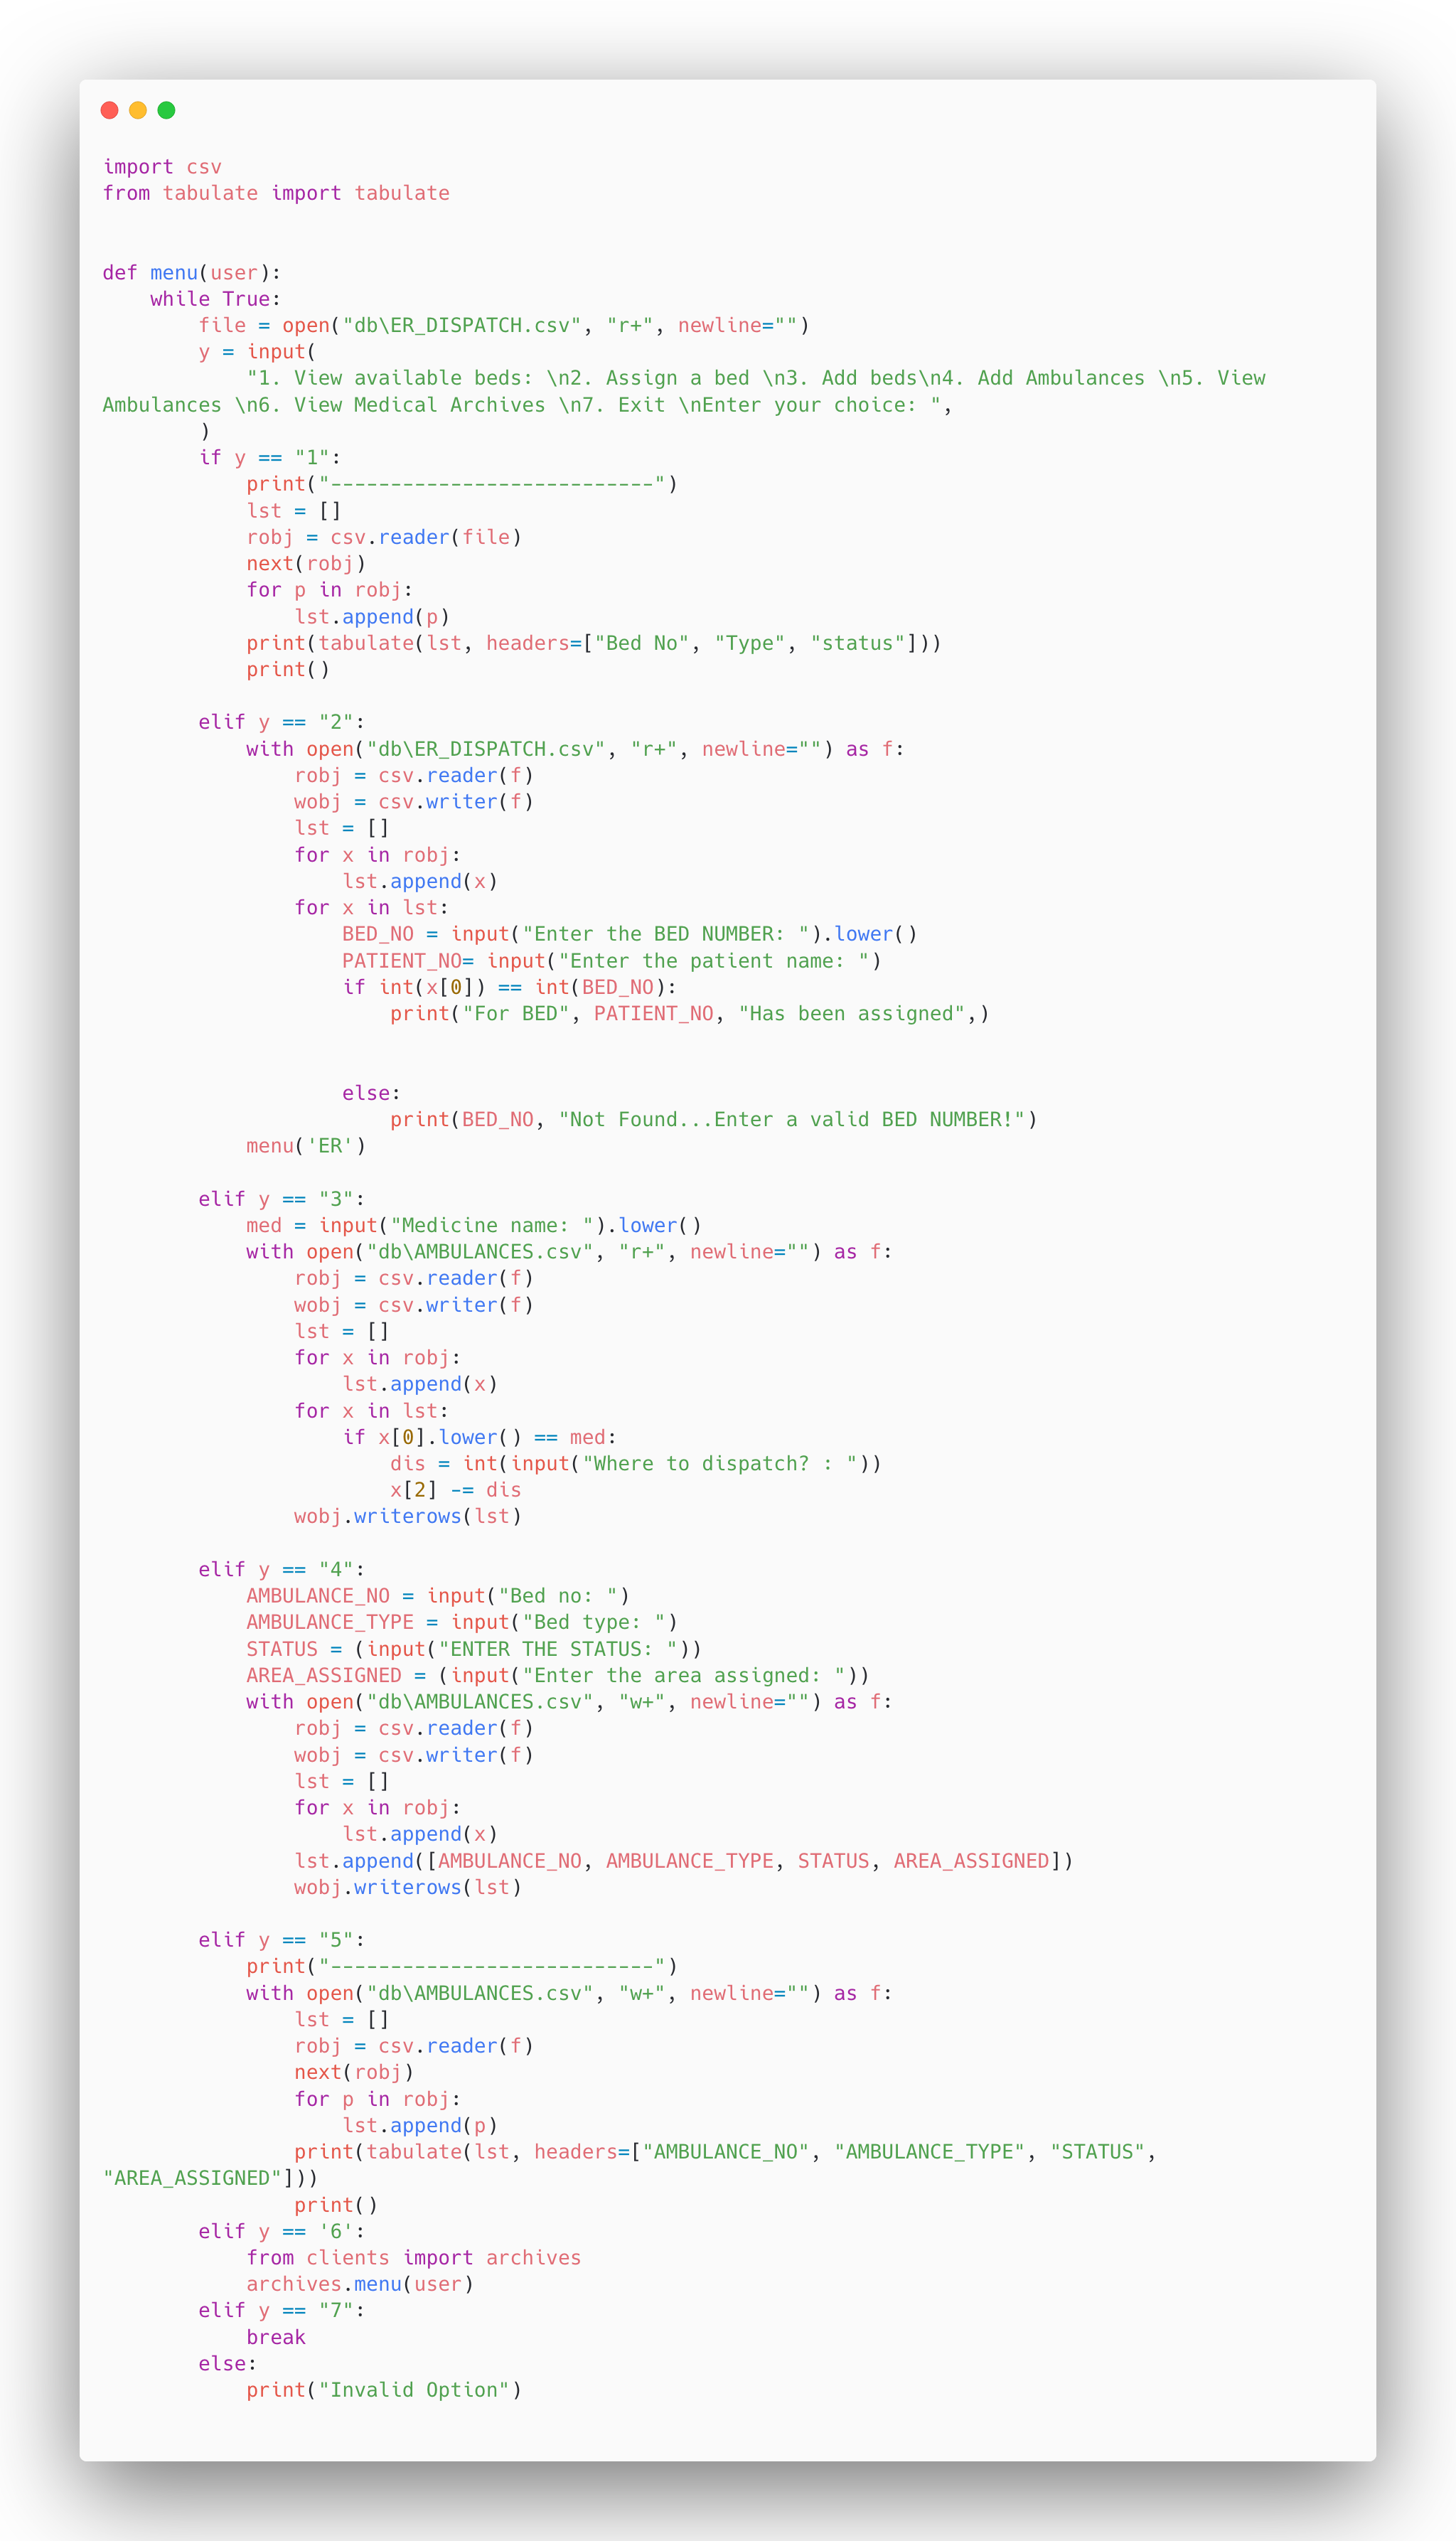 import csv
from tabulate import tabulate


def menu(user):
    while True:
        file = open("db\ER_DISPATCH.csv", "r+", newline="")
        y = input(
            "1. View available beds: \n2. Assign a bed \n3. Add beds\n4. Add Ambulances \n5. View
Ambulances \n6. View Medical Archives \n7. Exit \nEnter your choice: ",
        )
        if y == "1":
            print("---------------------------")
            lst = []
            robj = csv.reader(file)
            next(robj)
            for p in robj:
                lst.append(p)
            print(tabulate(lst, headers=["Bed No", "Type", "status"]))
            print()

        elif y == "2":
            with open("db\ER_DISPATCH.csv", "r+", newline="") as f:
                robj = csv.reader(f)
                wobj = csv.writer(f)
                lst = []
                for x in robj:
                    lst.append(x)
                for x in lst:
                    BED_NO = input("Enter the BED NUMBER: ").lower()
                    PATIENT_NO= input("Enter the patient name: ")
                    if int(x[0]) == int(BED_NO):
                        print("For BED", PATIENT_NO, "Has been assigned",)


                    else:
                        print(BED_NO, "Not Found...Enter a valid BED NUMBER!")
            menu('ER')

        elif y == "3":
            med = input("Medicine name: ").lower()
            with open("db\AMBULANCES.csv", "r+", newline="") as f:
                robj = csv.reader(f)
                wobj = csv.writer(f)
                lst = []
                for x in robj:
                    lst.append(x)
                for x in lst:
                    if x[0].lower() == med:
                        dis = int(input("Where to dispatch? : "))
                        x[2] -= dis
                wobj.writerows(lst)

        elif y == "4":
            AMBULANCE_NO = input("Bed no: ")
            AMBULANCE_TYPE = input("Bed type: ")
            STATUS = (input("ENTER THE STATUS: "))
            AREA_ASSIGNED = (input("Enter the area assigned: "))
            with open("db\AMBULANCES.csv", "w+", newline="") as f:
                robj = csv.reader(f)
                wobj = csv.writer(f)
                lst = []
                for x in robj:
                    lst.append(x)
                lst.append([AMBULANCE_NO, AMBULANCE_TYPE, STATUS, AREA_ASSIGNED])
                wobj.writerows(lst)

        elif y == "5":
            print("---------------------------")
            with open("db\AMBULANCES.csv", "w+", newline="") as f:
                lst = []
                robj = csv.reader(f)
                next(robj)
                for p in robj:
                    lst.append(p)
                print(tabulate(lst, headers=["AMBULANCE_NO", "AMBULANCE_TYPE", "STATUS",
"AREA_ASSIGNED"]))
                print()
        elif y == '6':
            from clients import archives
            archives.menu(user)
        elif y == "7":
            break
        else:
            print("Invalid Option")